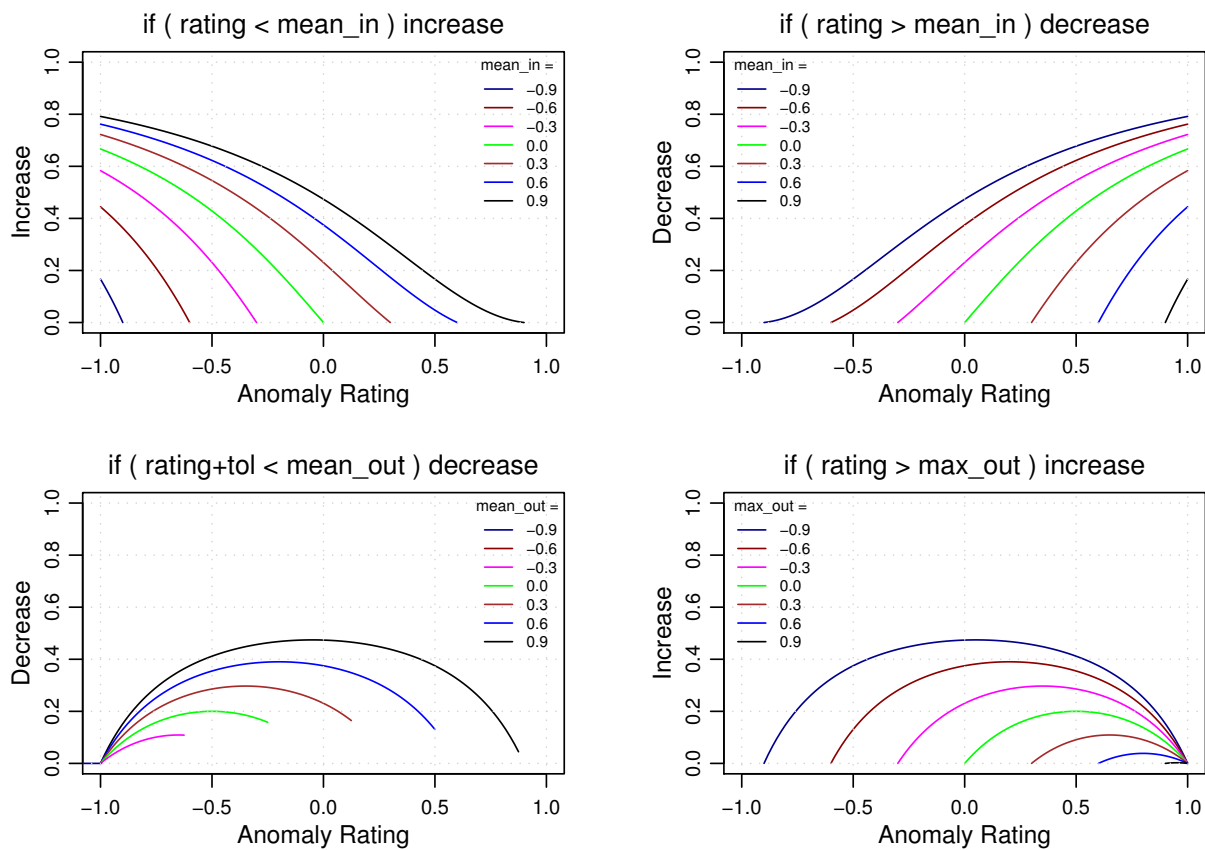 if ( rating < mean_in ) increase
mean_in =
−0.9
−0.6
−0.3
0.0
0.3
0.6
0.9
Increase
0.0 0.2 0.4 0.6 0.8 1.0
−1.0 −0.5 0.0 0.5 1.0
Anomaly Rating
if ( rating > mean_in ) decrease
mean_in =
−0.9
−0.6
−0.3
0.0
0.3
0.6
0.9
Decrease
0.0 0.2 0.4 0.6 0.8 1.0
−1.0 −0.5 0.0 0.5 1.0
Anomaly Rating
if ( rating+tol < mean_out ) decrease
mean_out =
−0.9
−0.6
−0.3
0.0
0.3
0.6
0.9
Decrease
0.0 0.2 0.4 0.6 0.8 1.0
−1.0 −0.5 0.0 0.5 1.0
Anomaly Rating
if ( rating > max_out ) increase
max_out =
−0.9
−0.6
−0.3
0.0
0.3
0.6
0.9
Increase
0.0 0.2 0.4 0.6 0.8 1.0
−1.0 −0.5 0.0 0.5 1.0
Anomaly Rating